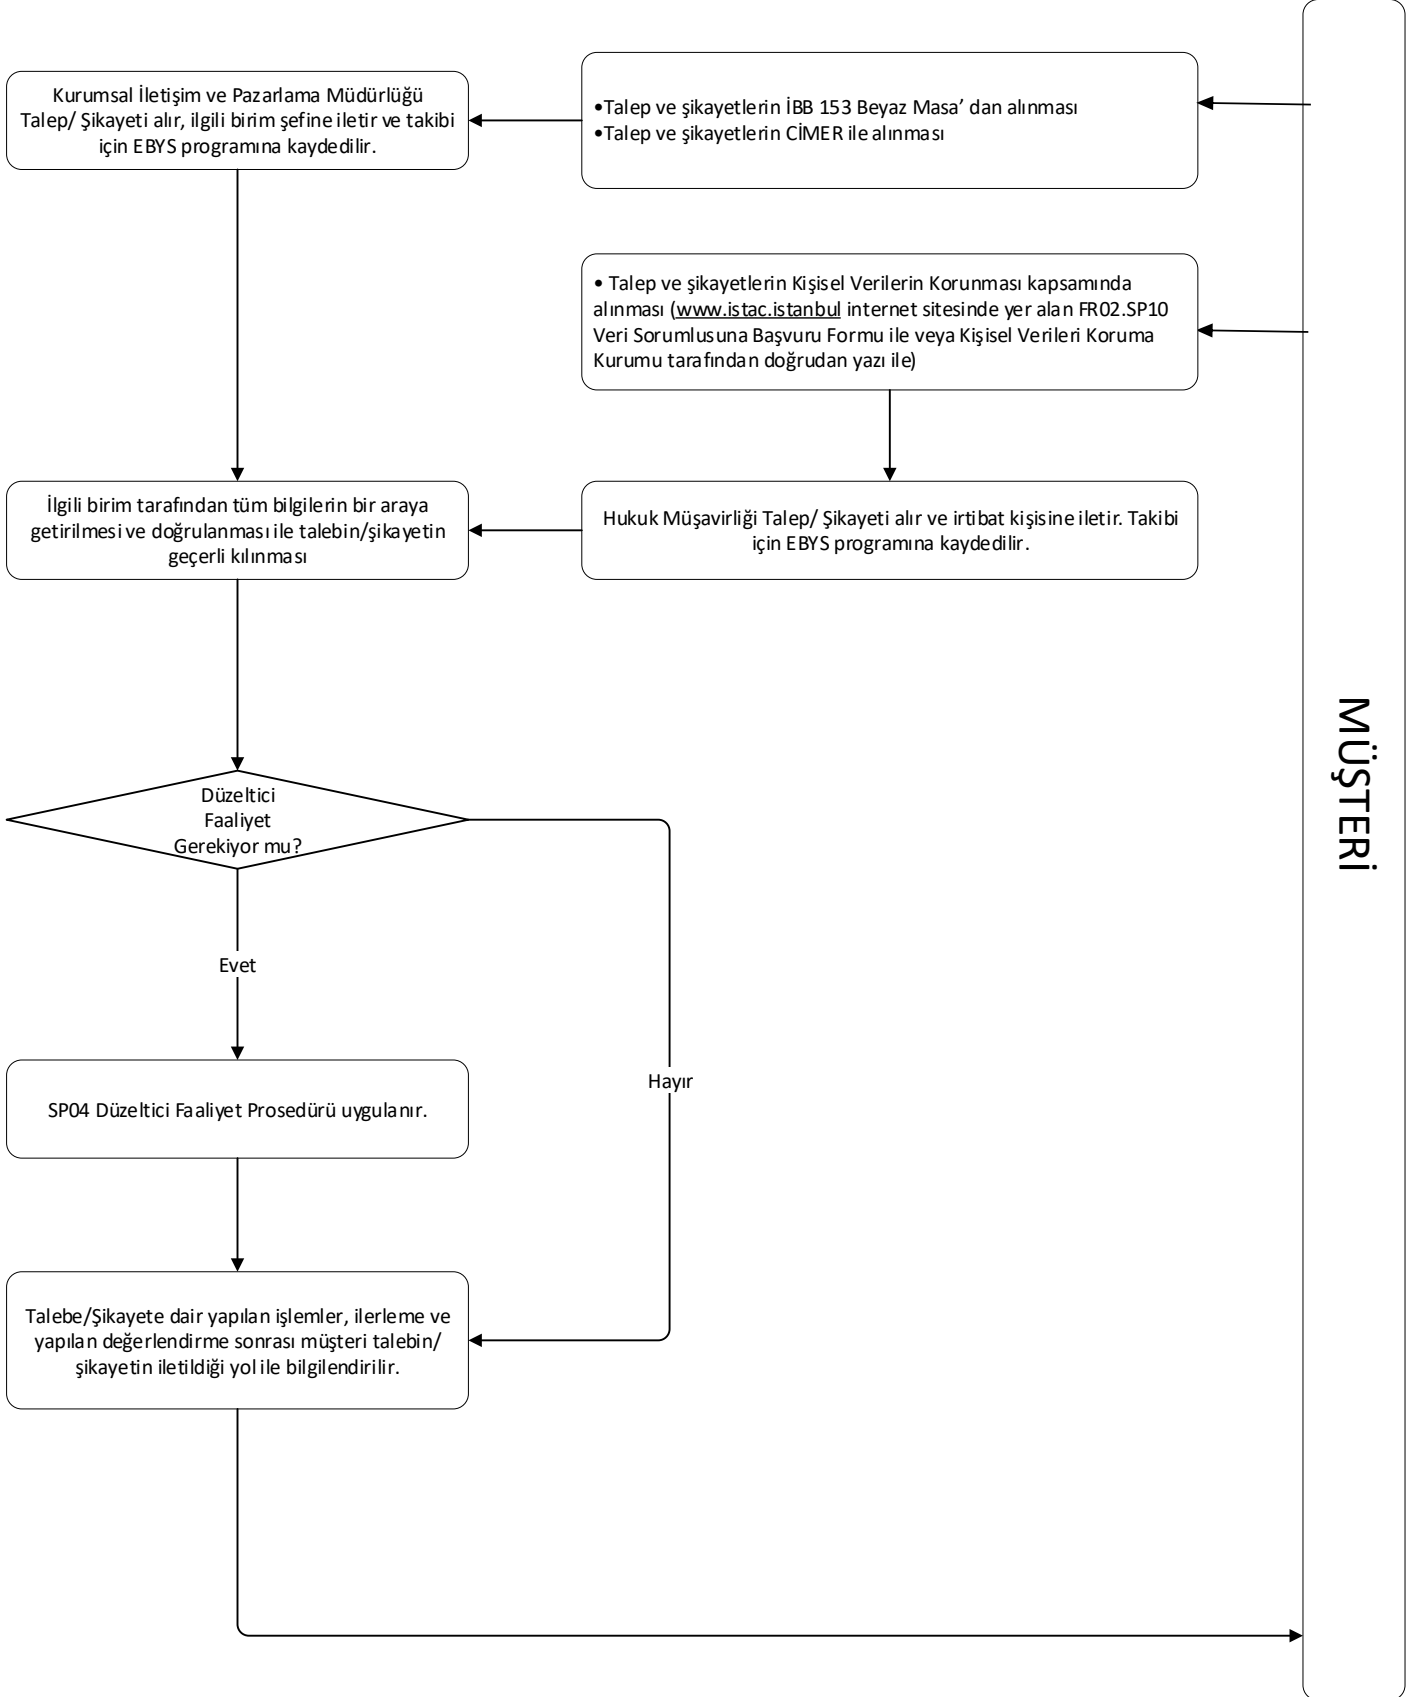 Kurumsal İletişim ve Pazarlama Müdürlüğü
Talep/ Şikayeti alır, ilgili birim şefine iletir ve takibi
için EBYS programına kaydedilir.
•Talep ve şikayetlerin İBB 153 Beyaz Masa’ dan alınması
•Talep ve şikayetlerin CİMER ile alınması
• Talep ve şikayetlerin Kişisel Verilerin Korunması kapsamında
alınması (www.istac.istanbul internet sitesinde yer alan FR02.SP10
Veri Sorumlusuna Başvuru Formu ile veya Kişisel Verileri Koruma
Kurumu tarafından doğrudan yazı ile)
İlgili birim tarafından tüm bilgilerin bir araya
getirilmesi ve doğrulanması ile talebin/şikayetin
geçerli kılınması
Hukuk Müşavirliği Talep/ Şikayeti alır ve irtibat kişisine iletir. Takibi
için EBYS programına kaydedilir.
MÜŞTERİ
Düzeltici
Faaliyet
Gerekiyor mu?
Evet
Hayır
SP04 Düzeltici Faaliyet Prosedürü uygulanır.
Talebe/Şikayete dair yapılan işlemler, ilerleme ve
yapılan değerlendirme sonrası müşteri talebin/
şikayetin iletildiği yol ile bilgilendirilir.